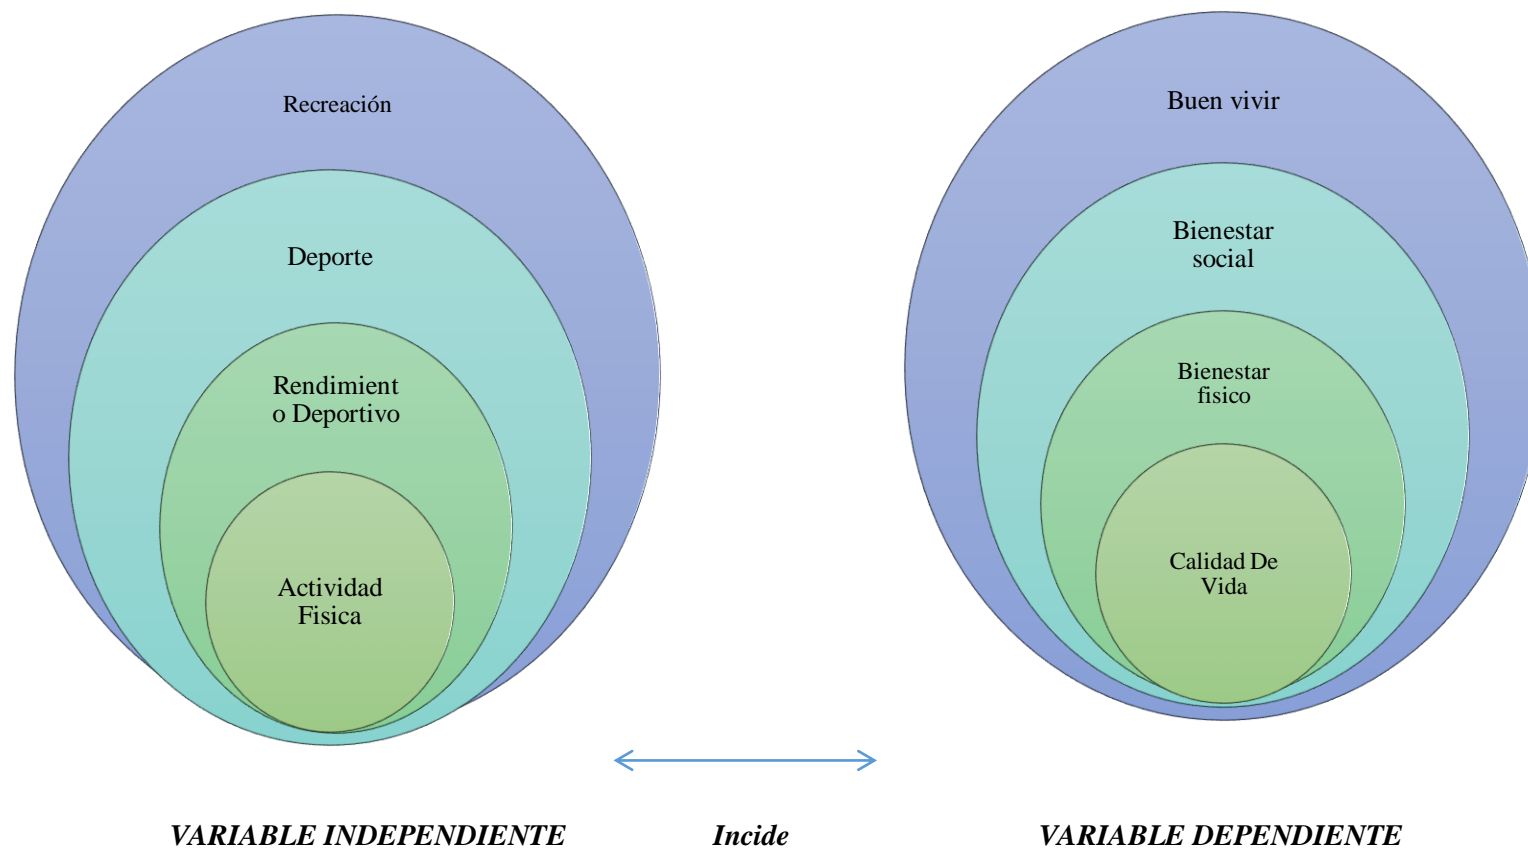 Recreación
Deporte
Rendimient
o Deportivo
Actividad
Fisica
Buen vivir
Bienestar
social
Bienestar
fisico
Calidad De
Vida
VARIABLE INDEPENDIENTE
Incide
VARIABLE DEPENDIENTE